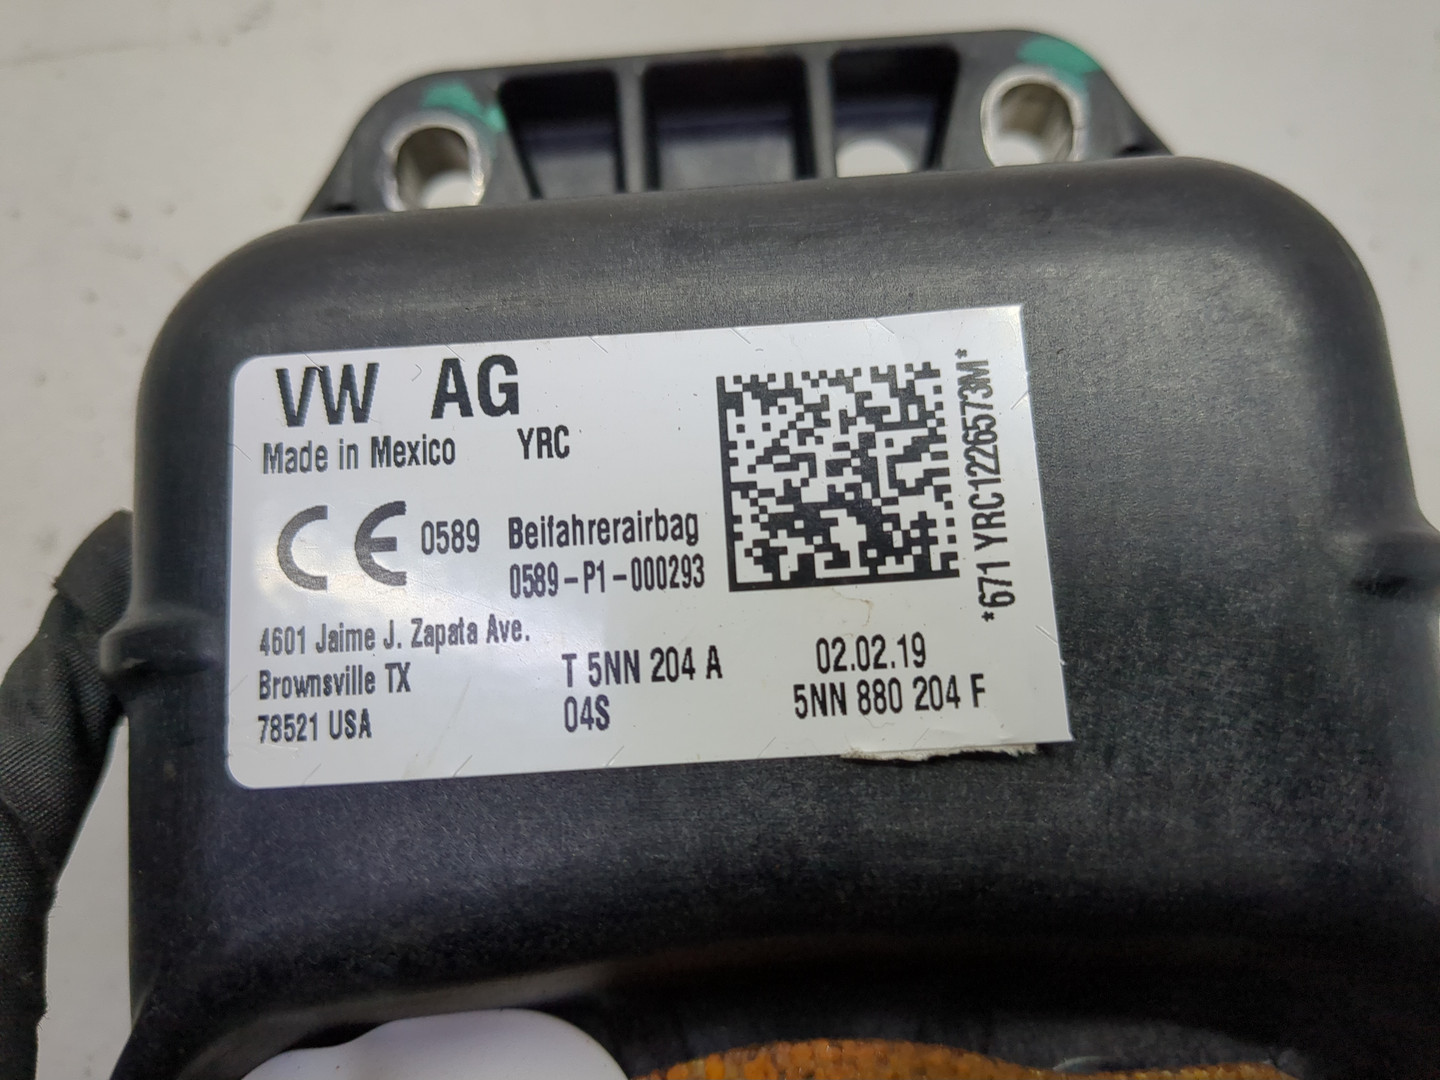 VW AG
Made in Mexico YRC
CE 0589 Beifahrerairbag
0589-P1-000293
4601 Jaime J. Zapata Ave.
Brownsville TX
78521 USA
T 5NN 204 A
04S
02.02.19
5NN 880 204 F
*671 YRC1226573M*